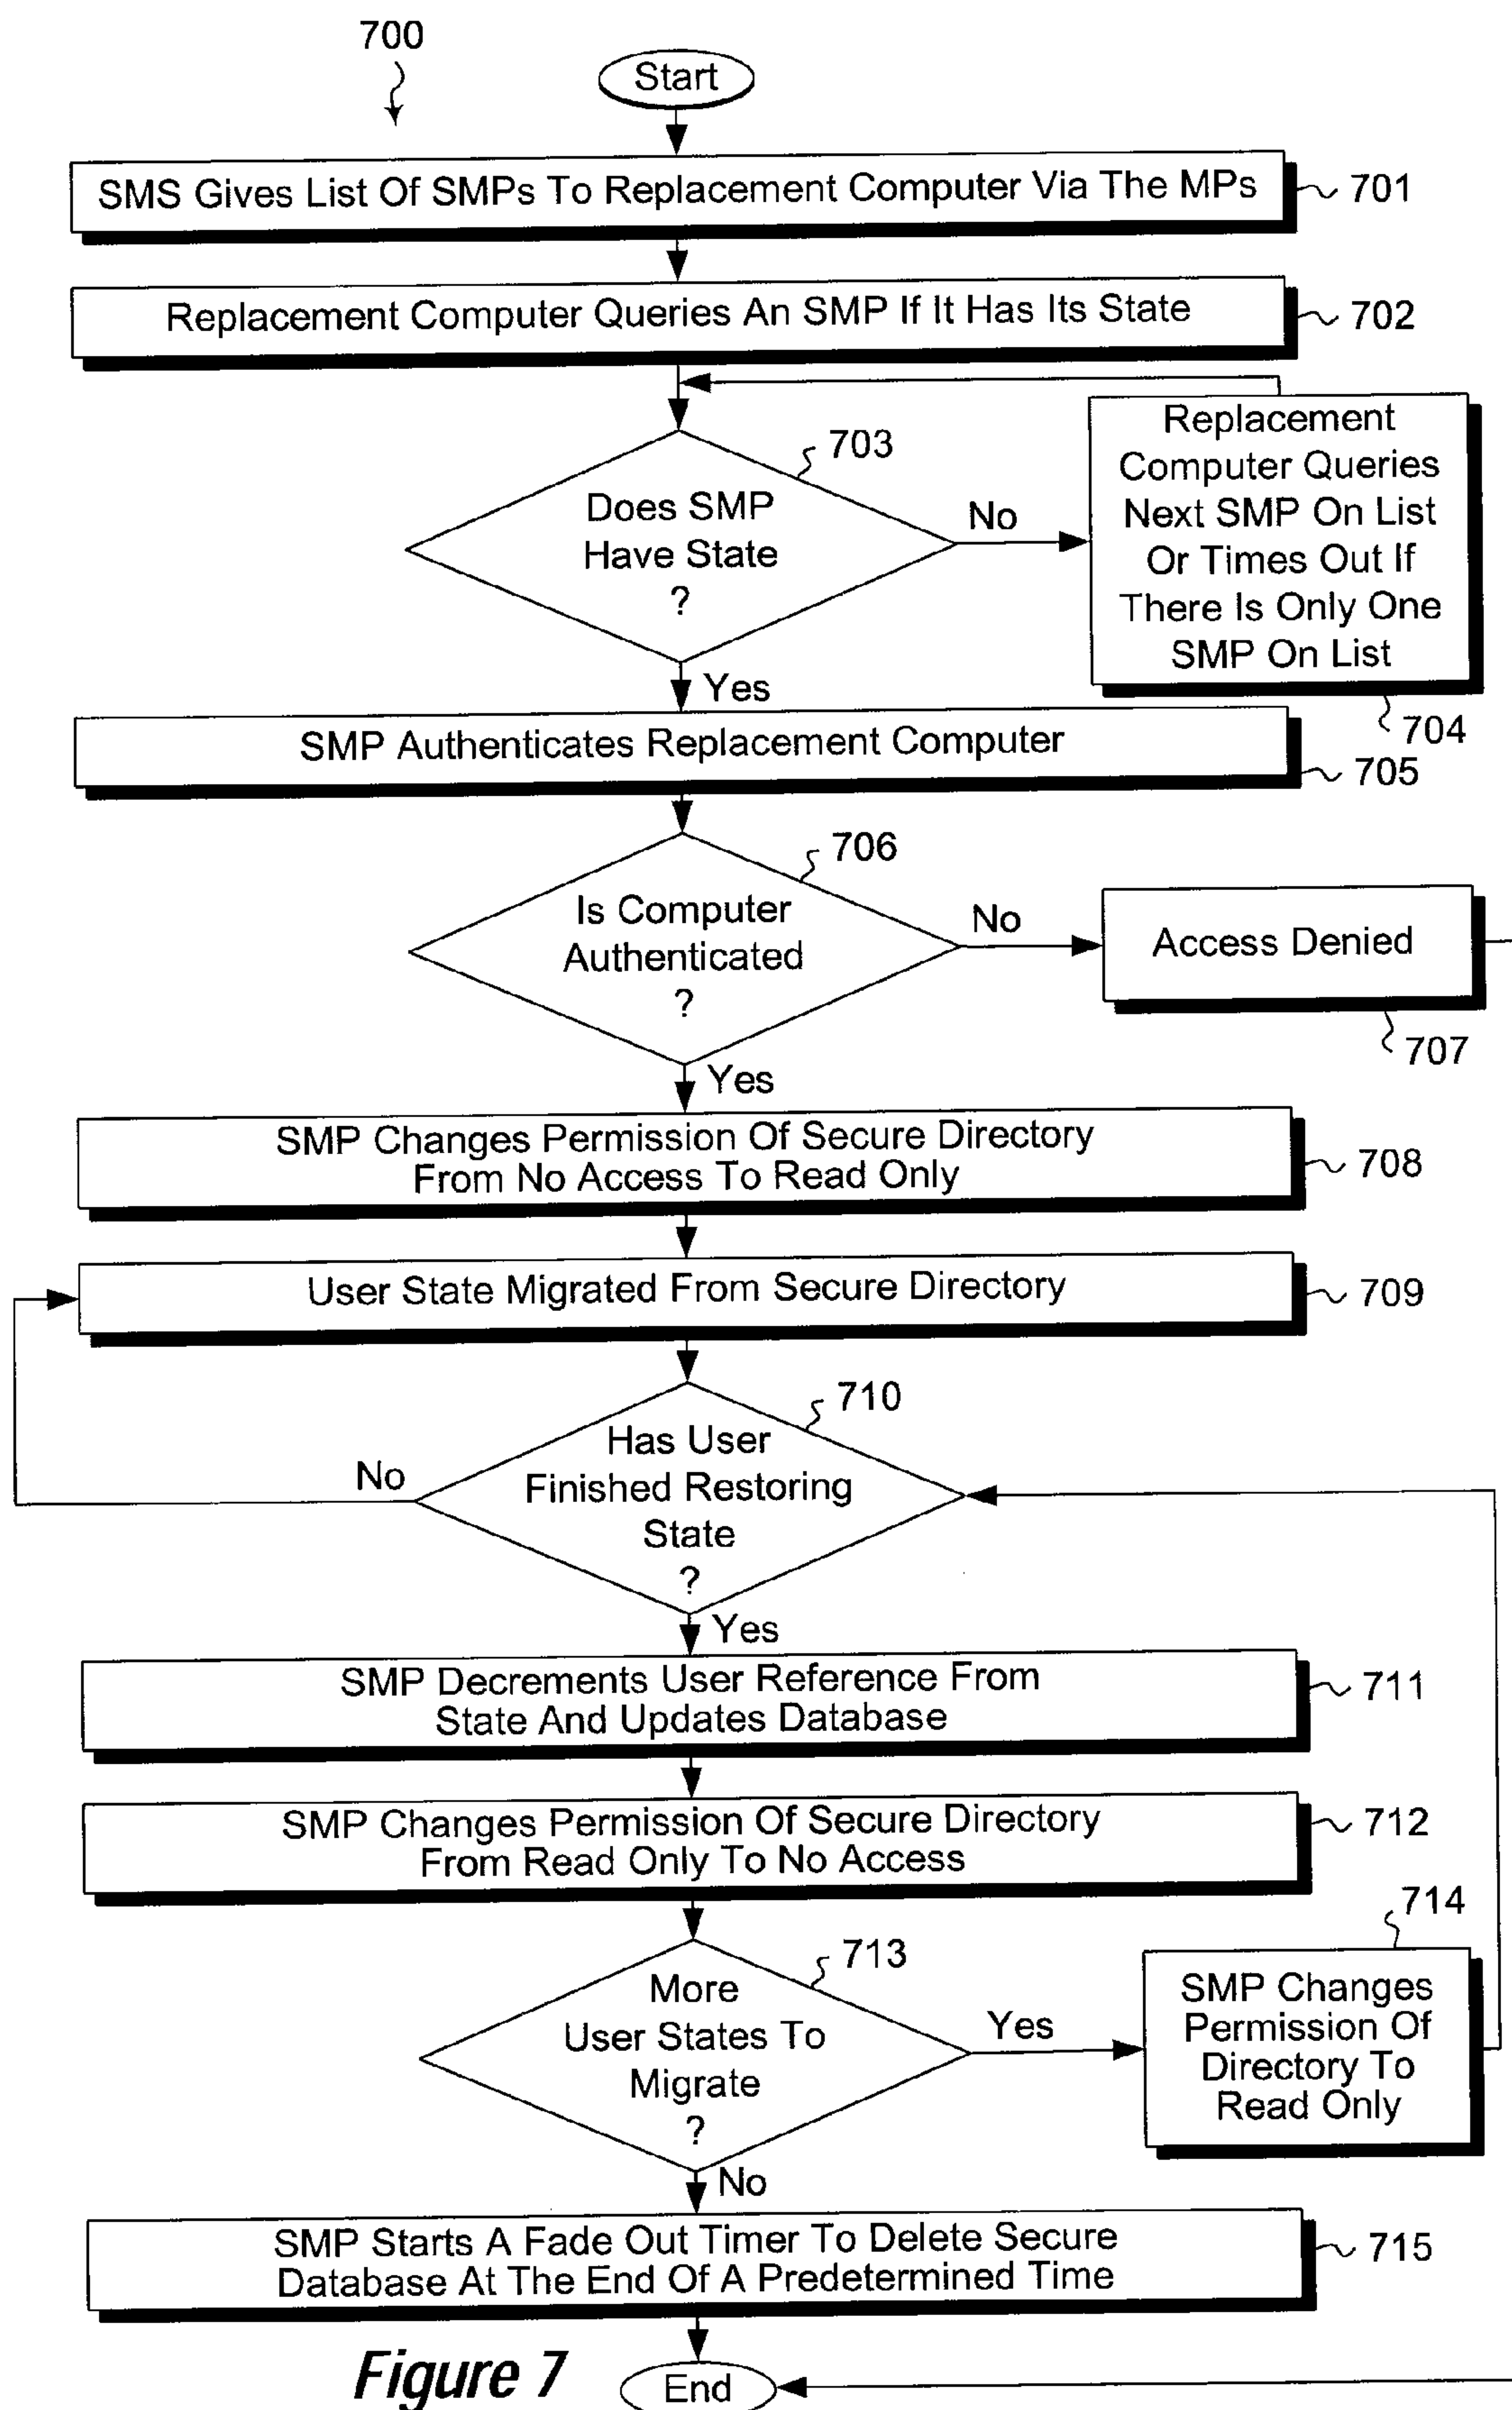 700
Start
SMS Gives List Of SMPs To Replacement Computer Via The MPs
701
Replacement Computer Queries An SMP If It Has Its State
702
703
Does SMP
Have State
?
No
Replacement
Computer Queries
Next SMP On List
Or Times Out If
There Is Only One
SMP On List
704
Yes
SMP Authenticates Replacement Computer
705
706
Is Computer
Authenticated
?
No
Access Denied
707
Yes
SMP Changes Permission Of Secure Directory
From No Access To Read Only
708
User State Migrated From Secure Directory
709
710
Has User
Finished Restoring
State
?
No
Yes
SMP Decrements User Reference From
State And Updates Database
711
SMP Changes Permission Of Secure Directory
From Read Only To No Access
712
713
More
User States To
Migrate
?
Yes
714
SMP Changes
Permission Of
Directory To
Read Only
No
SMP Starts A Fade Out Timer To Delete Secure
Database At The End Of A Predetermined Time
715
Figure 7
End